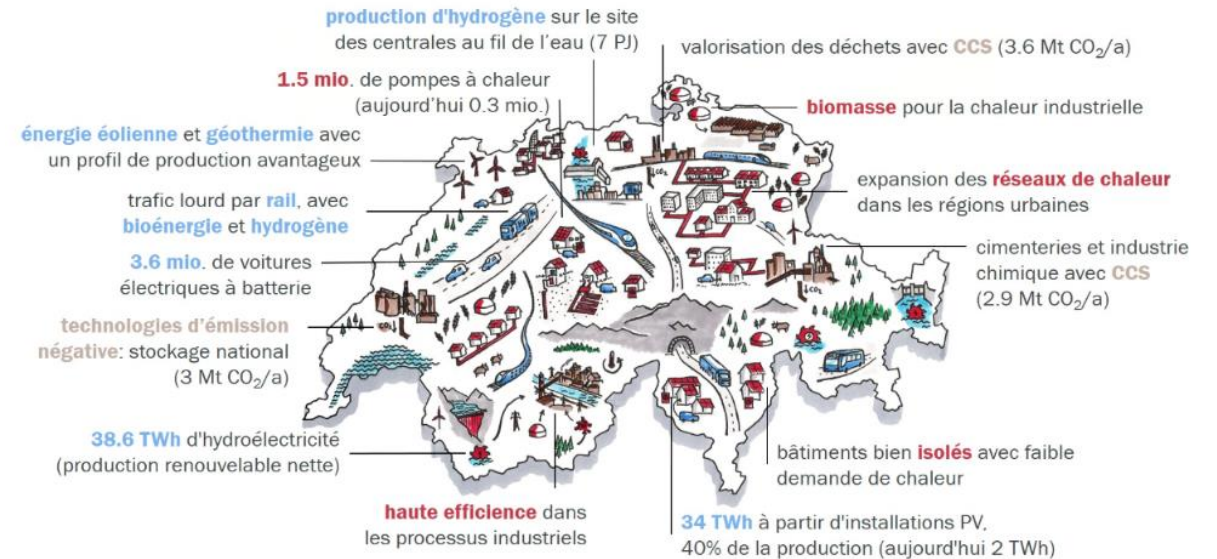 production d'hydrogène sur le site
des centrales au fil de l’eau (7 PJ)
valorisation des déchets avec CCS (3.6 Mt CO₂/a)
1.5 mio. de pompes à chaleur
(aujourd’hui 0.3 mio.)
biomasse pour la chaleur industrielle
énergie éolienne et géothermie avec
un profil de production avantageux
expansion des réseaux de chaleur
dans les régions urbaines
trafic lourd par rail, avec
bioénergie et hydrogène
cimenteries et industrie
chimique avec CCS
(2.9 Mt CO₂/a)
3.6 mio. de voitures
électriques à batterie
technologies d’émission
négative: stockage national
(3 Mt CO₂/a)
38.6 TWh d'hydroélectricité
(production renouvelable nette)
bâtiments bien isolés avec faible
demande de chaleur
haute efficience dans
les processus industriels
34 TWh à partir d'installations PV,
40% de la production (aujourd'hui 2 TWh)
CO₂
CO₂
CO₂